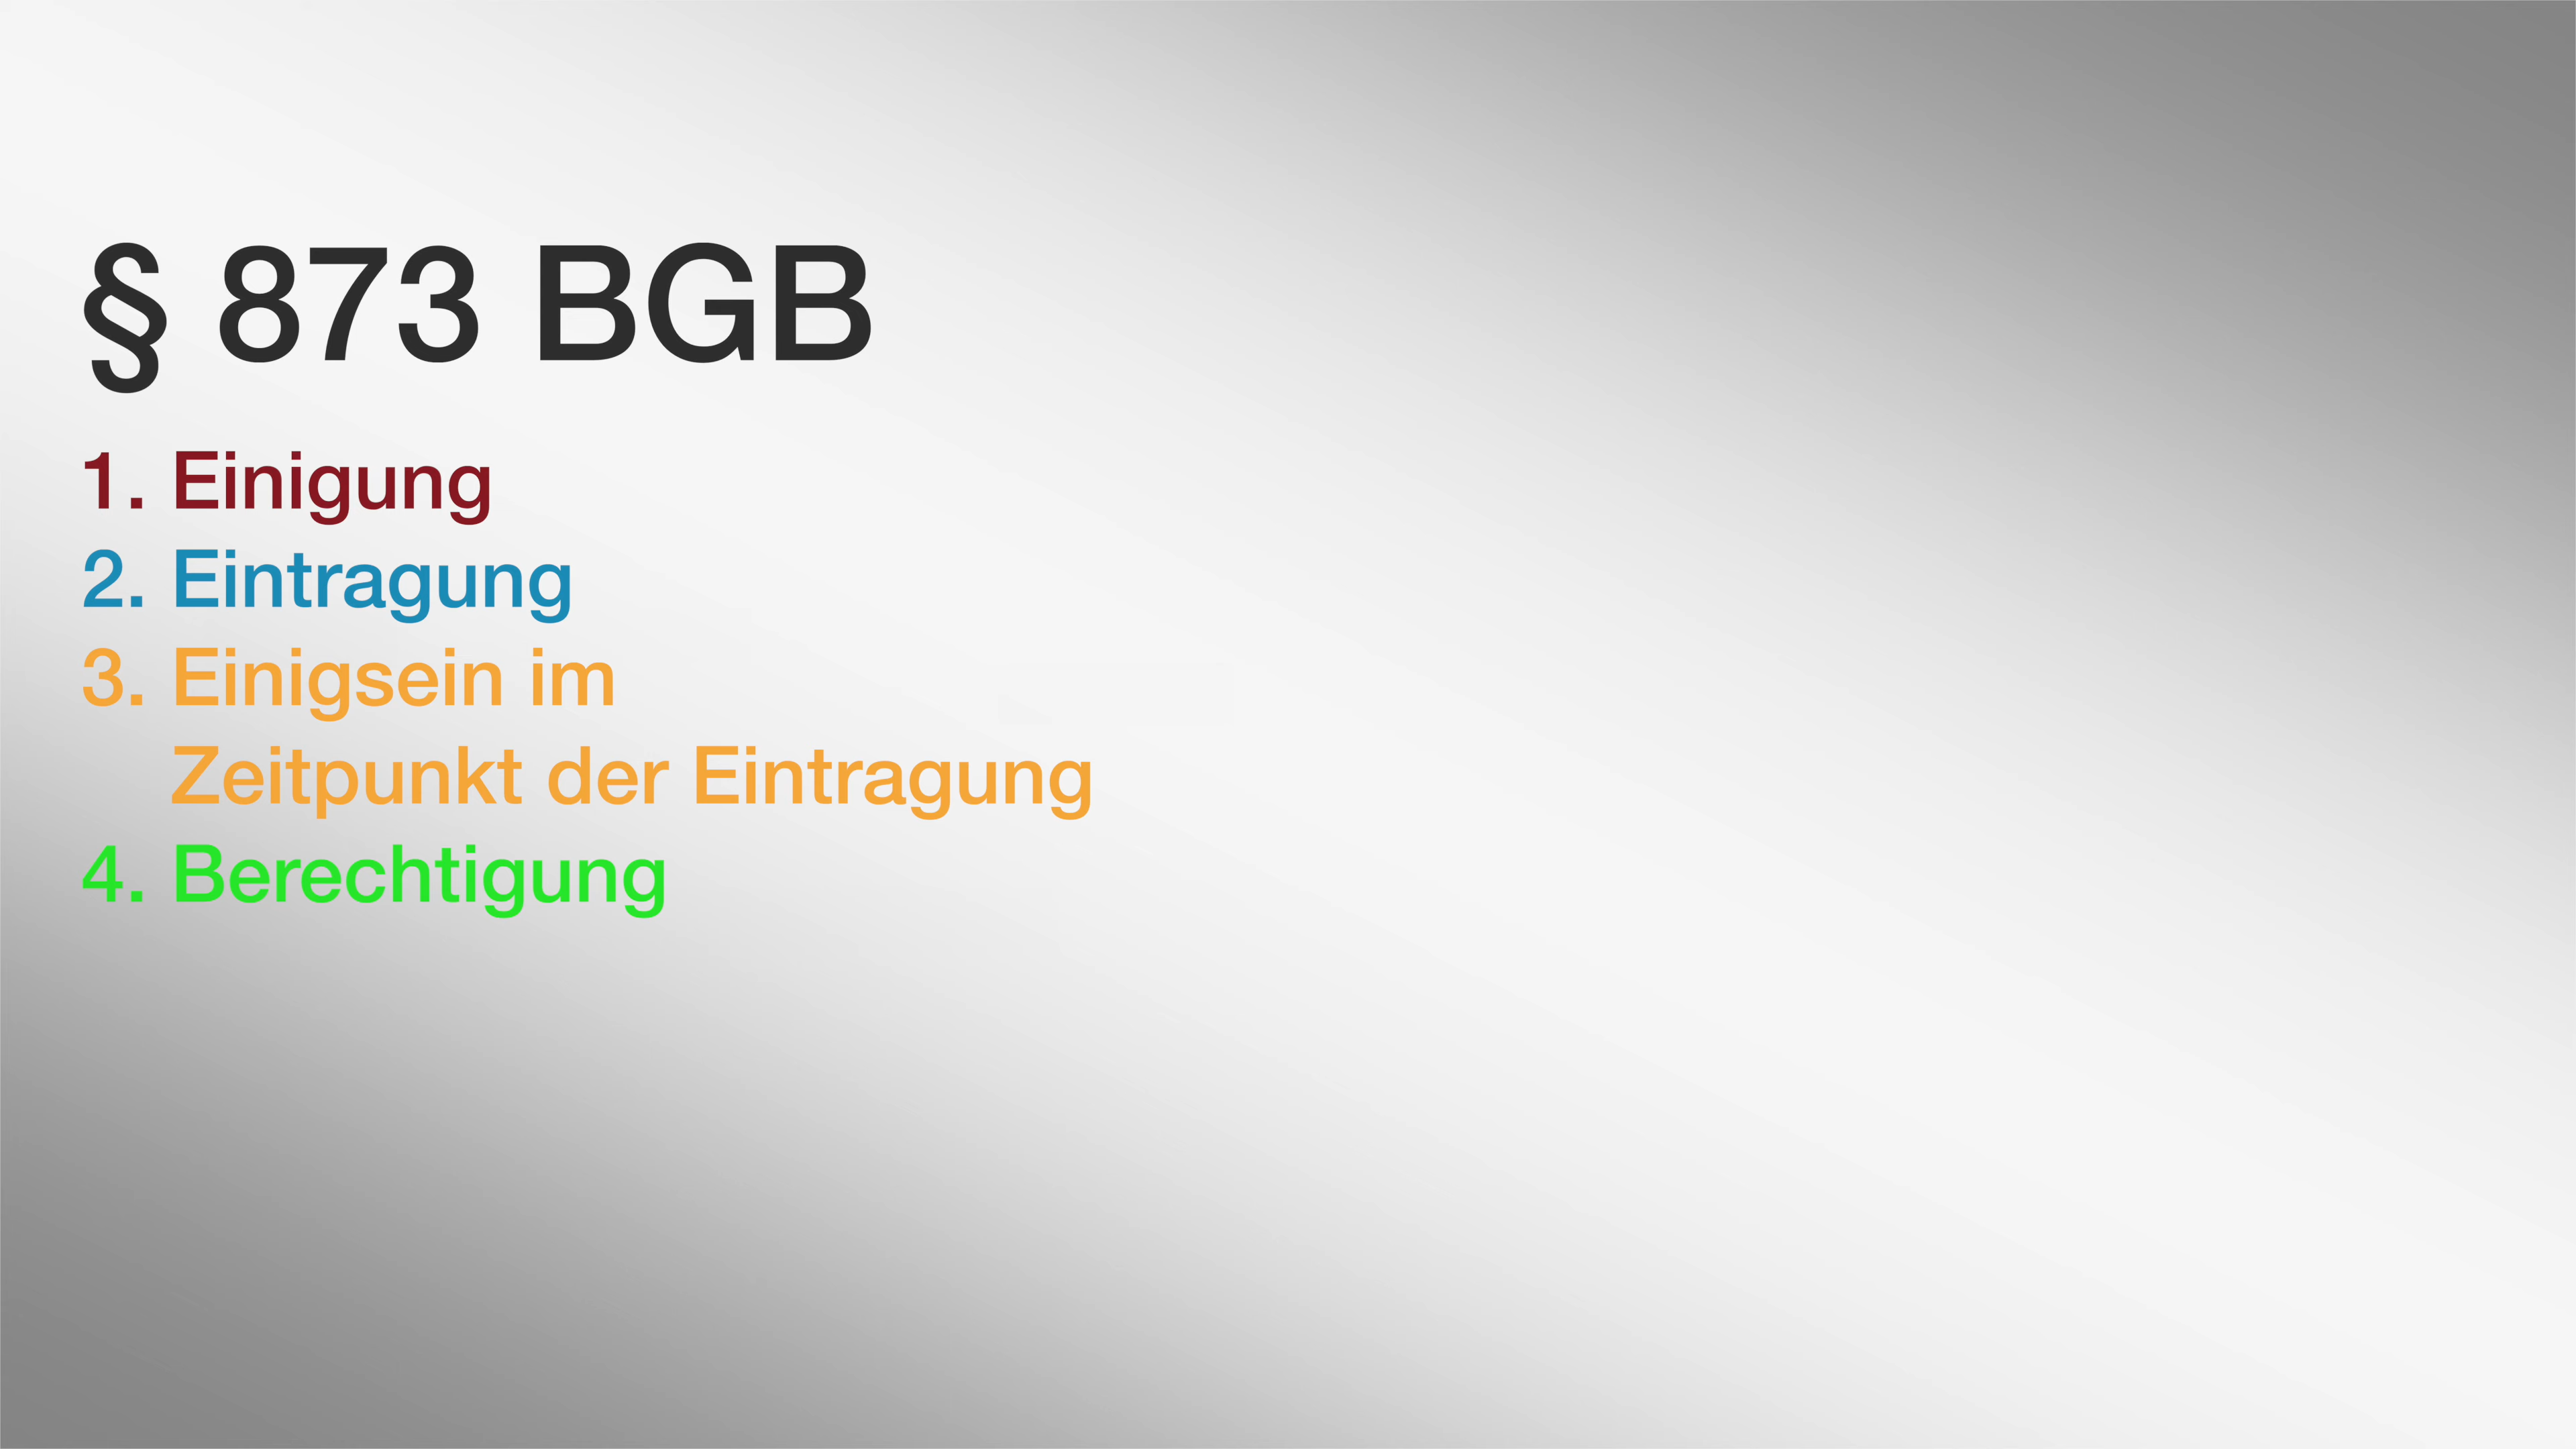 § 873 BGB
1. Einigung
2. Eintragung
3. Einigsein im
Zeitpunkt der Eintragung
4. Berechtigung